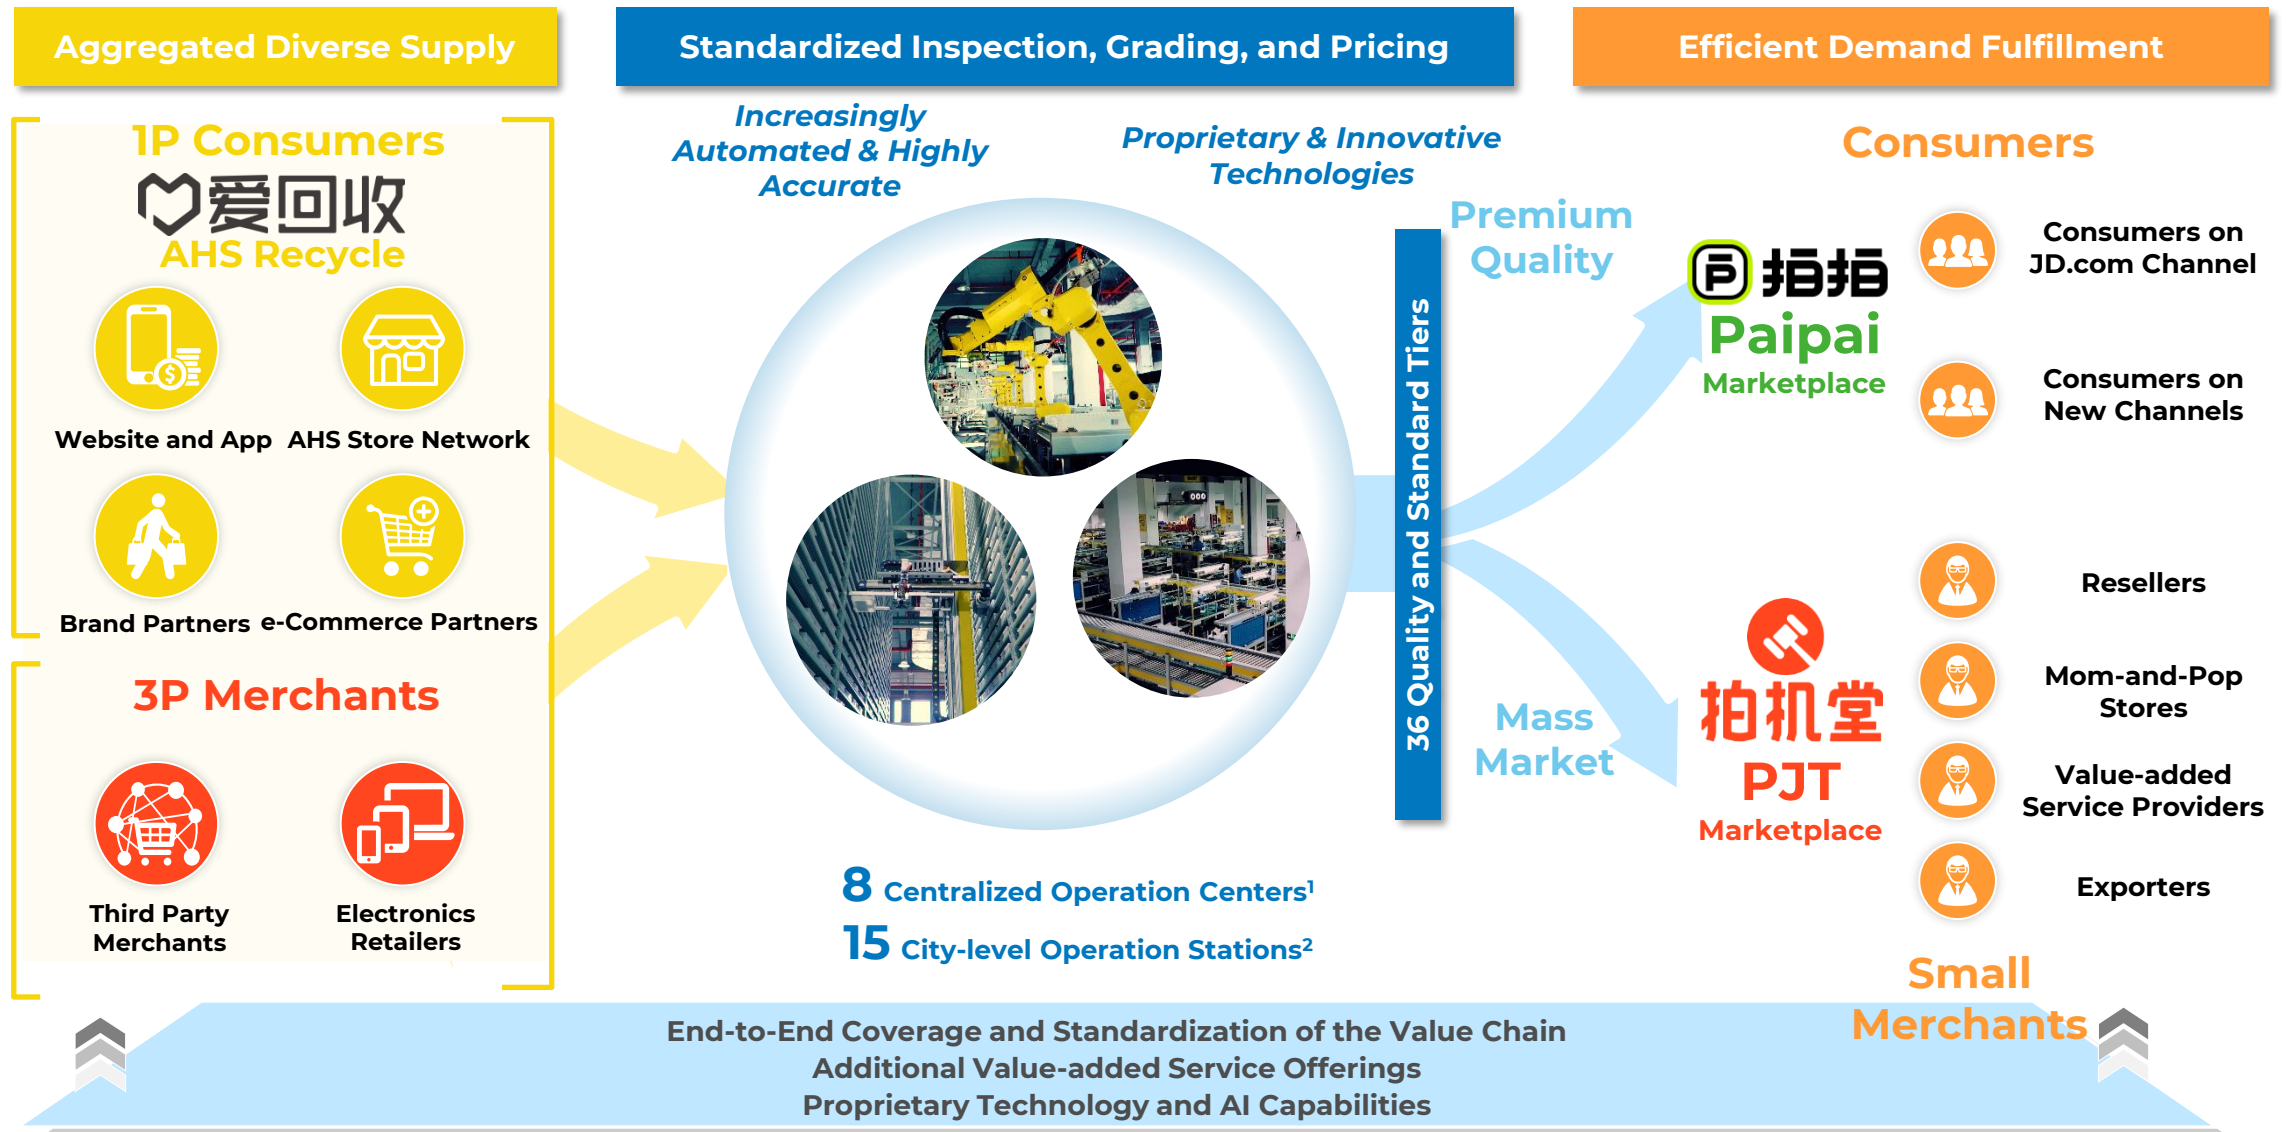 Aggregated Diverse Supply
Standardized Inspection, Grading, and Pricing
Efficient Demand Fulfillment
1P Consumers
爱回收
AHS Recycle
Website and App
AHS Store Network
Brand Partners
e-Commerce Partners
3P Merchants
Third Party
Merchants
Electronics
Retailers
Increasingly
Automated & Highly
Accurate
Proprietary & Innovative
Technologies
8 Centralized Operation Centers¹
15 City-level Operation Stations²
36 Quality and Standard Tiers
Premium
Quality
Mass
Market
Consumers
拍拍
Paipai
Marketplace
Consumers on
JD.com Channel
Consumers on
New Channels
拍机堂
PJT
Marketplace
Resellers
Mom-and-Pop
Stores
Value-added
Service Providers
Exporters
Small
Merchants
End-to-End Coverage and Standardization of the Value Chain
Additional Value-added Service Offerings
Proprietary Technology and AI Capabilities